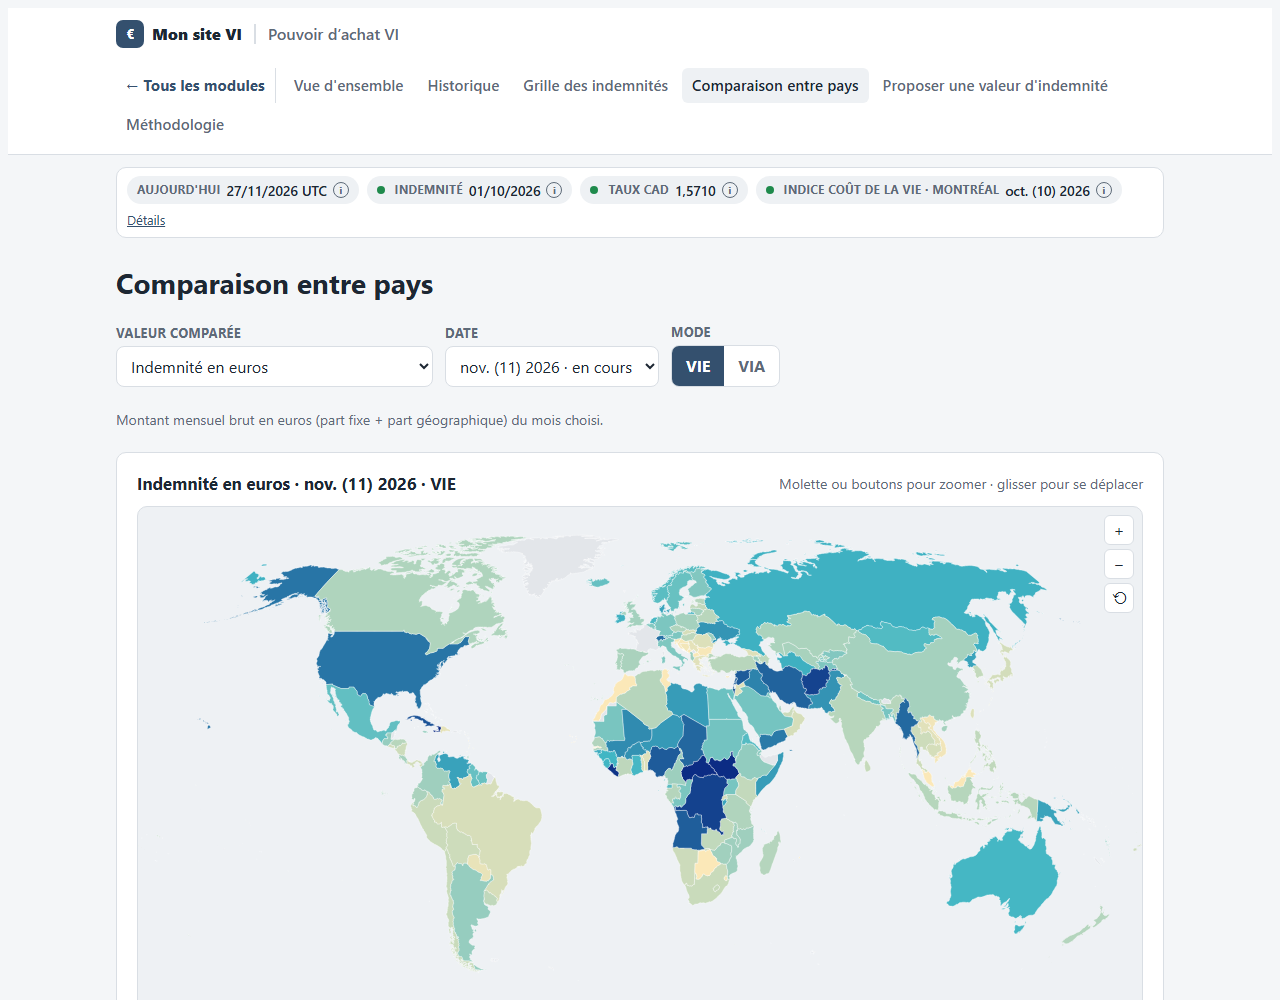 € Mon site VI Pouvoir d’achat VI
← Tous les modules Vue d'ensemble Historique Grille des indemnités Comparaison entre pays Proposer une valeur d'indemnité
Méthodologie
AUJOURD'HUI 27/11/2026 UTC i INDEMNITÉ 01/10/2026 i TAUX CAD 1,5710 i INDICE COÛT DE LA VIE · MONTRÉAL oct. (10) 2026 i
Détails
Comparaison entre pays
VALEUR COMPARÉE DATE MODE
Indemnité en euros nov. (11) 2026 · en cours VIE VIA
Montant mensuel brut en euros (part fixe + part géographique) du mois choisi.
Indemnité en euros · nov. (11) 2026 · VIE Molette ou boutons pour zoomer · glisser pour se déplacer
+
−